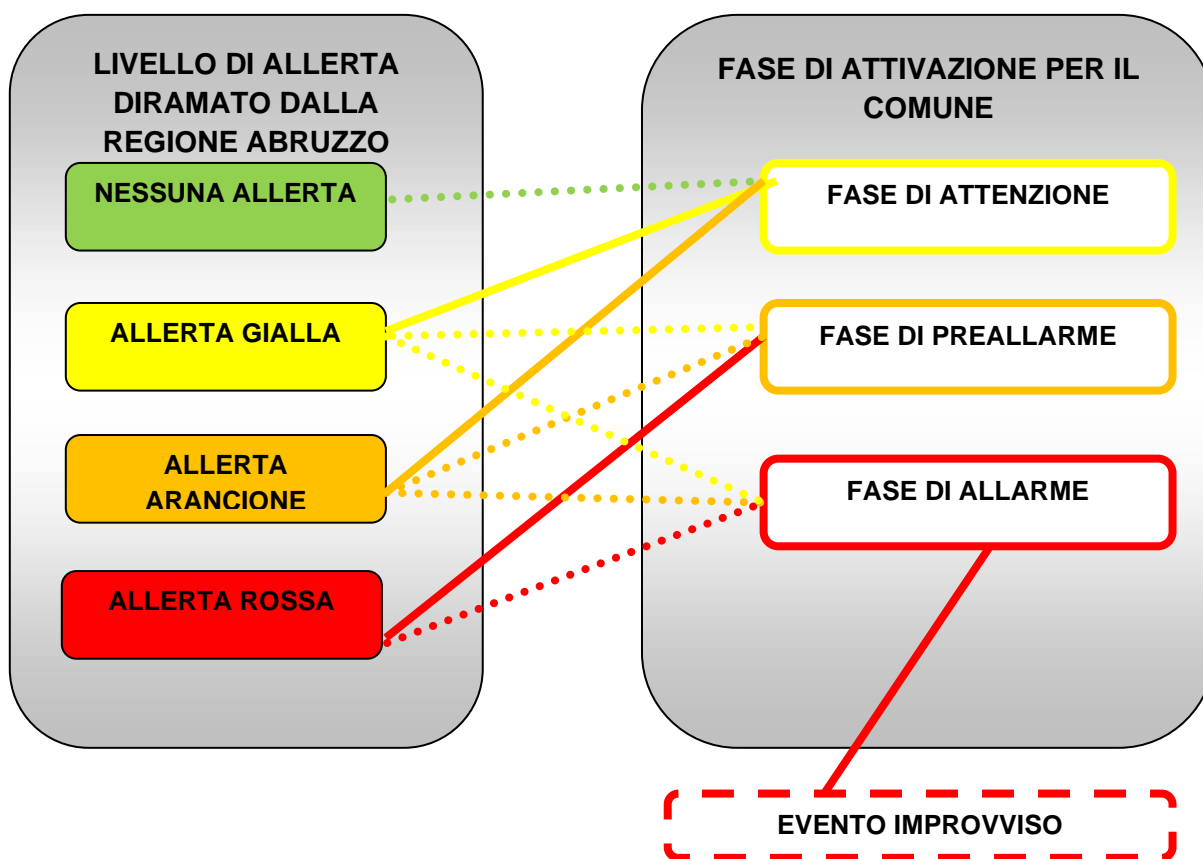 LIVELLO DI ALLERTA
DIRAMATO DALLA
REGIONE ABRUZZO
NESSUNA ALLERTA
ALLERTA GIALLA
ALLERTA
ARANCIONE
ALLERTA ROSSA
FASE DI ATTIVAZIONE PER IL
COMUNE
FASE DI ATTENZIONE
FASE DI PREALLARME
FASE DI ALLARME
EVENTO IMPROVVISO